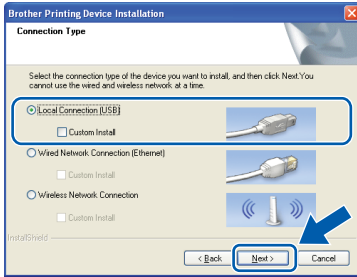 Brother Printing Device Installation
Connection Type
Select the connection type of the device you want to install, and then click Next.You
cannot use the wired and wireless network at a time.
Local Connection (USB)
Custom Install
Wired Network Connection (Ethernet)
Custom Install
Wireless Network Connection
Custom Install
InstallShield
< Back
Next >
Cancel